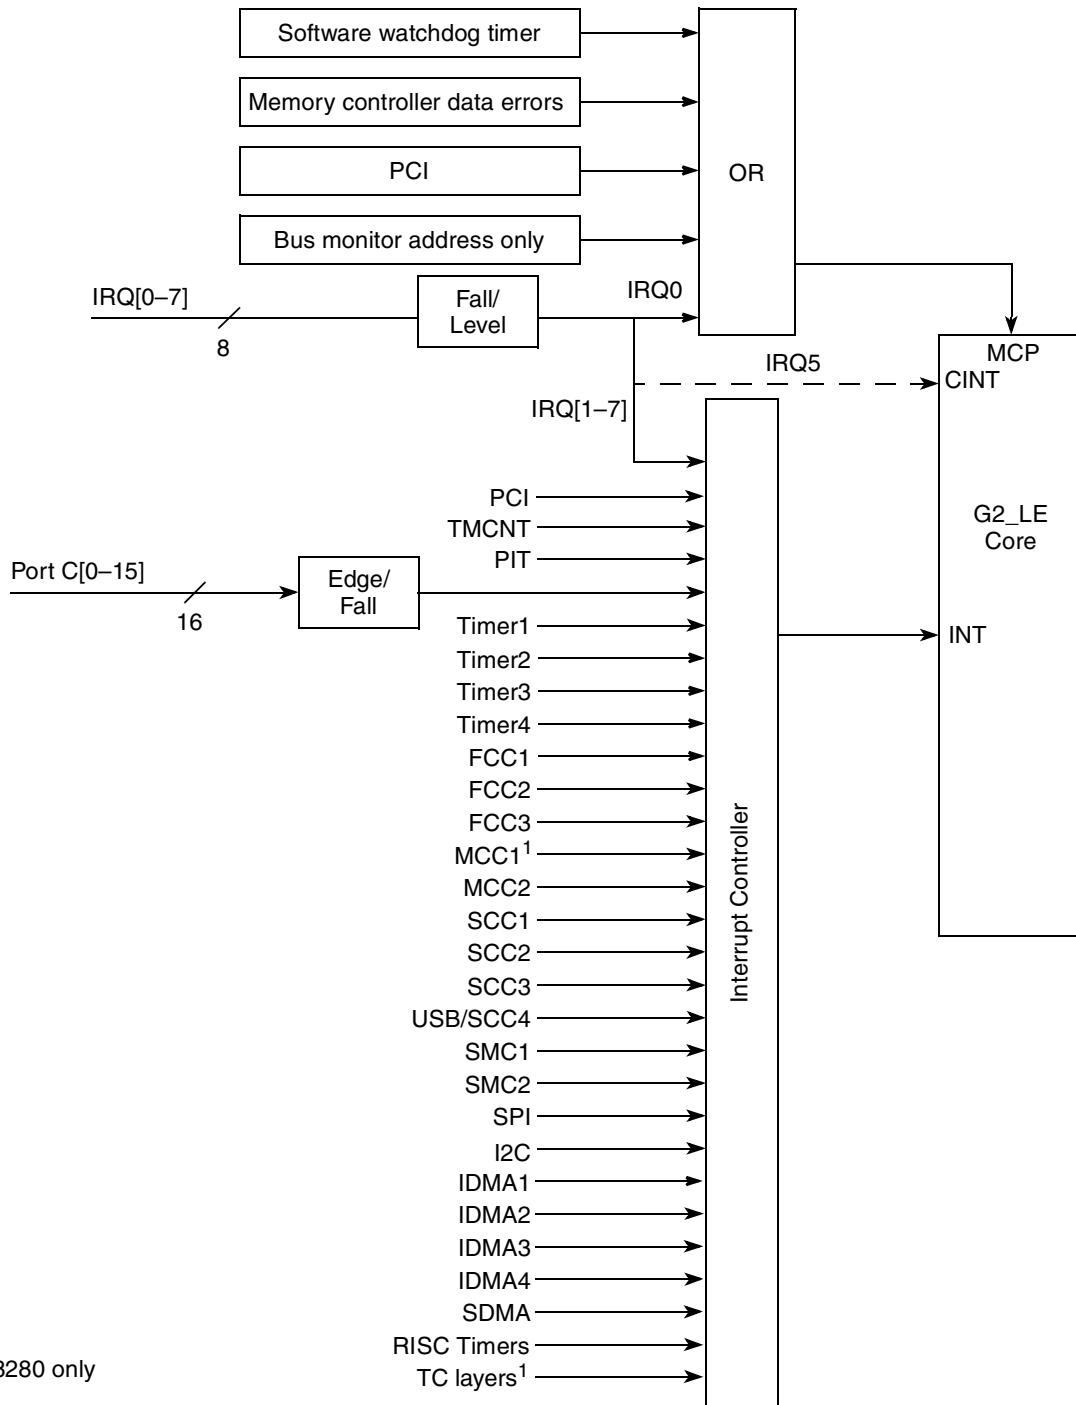 Software watchdog timer
Memory controller data errors
PCI
OR
Bus monitor address only
IRQ[0–7]
8
Fall/
Level
IRQ0
IRQ5
MCP
CINT
IRQ[1–7]
PCI
TMCNT
PIT
G2_LE
Core
Port C[0–15]
16
Edge/
Fall
Timer1
INT
Timer2
Timer3
Timer4
FCC1
FCC2
FCC3
MCC1¹
MCC2
SCC1
SCC2
SCC3
USB/SCC4
SMC1
SMC2
SPI
I2C
IDMA1
IDMA2
IDMA3
IDMA4
SDMA
RISC Timers
TC layers¹
Interrupt Controller
8280 only